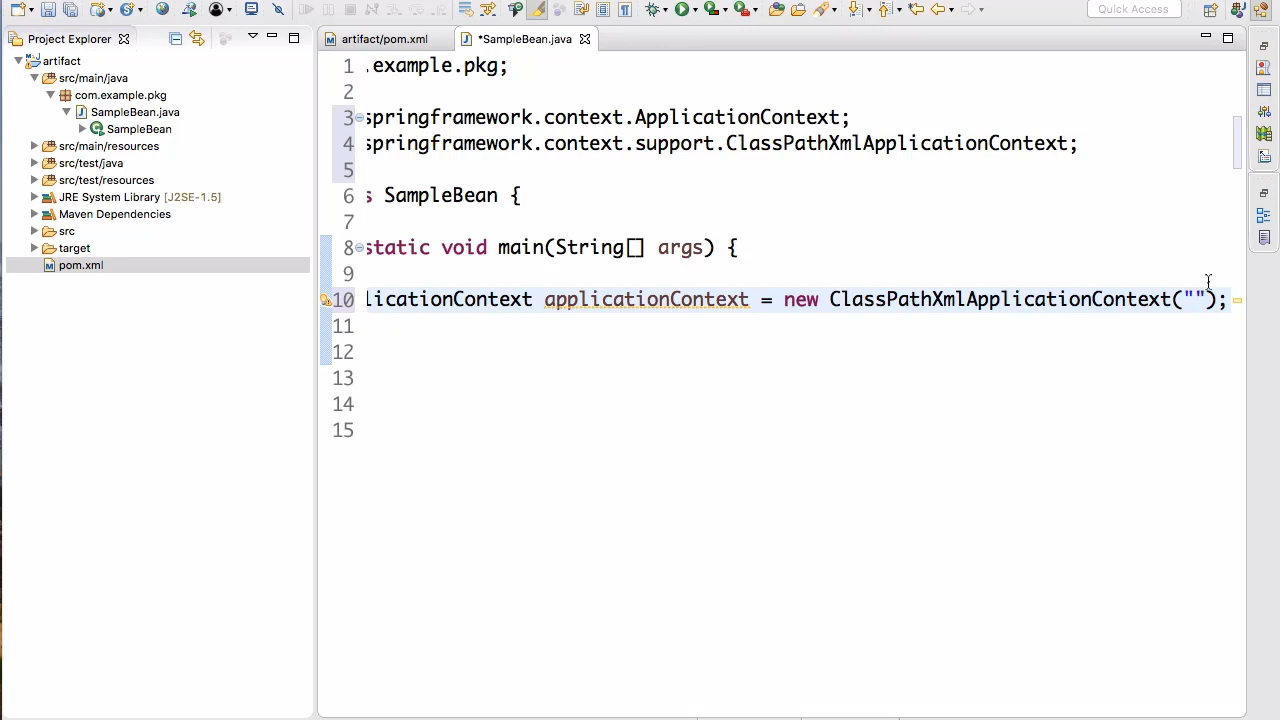 Quick Access
Project Explorer
artifact
src/main/java
com.example.pkg
SampleBean.java
SampleBean
src/main/resources
src/test/java
src/test/resources
JRE System Library [J2SE-1.5]
Maven Dependencies
src
target
pom.xml
artifact/pom.xml
*SampleBean.java
1 .example.pkg;
2
3 springframework.context.ApplicationContext;
4 springframework.context.support.ClassPathXmlApplicationContext;
5
6 s SampleBean {
7
8 static void main(String[] args) {
9
10 licationContext applicationContext = new ClassPathXmlApplicationContext("");
11
12
13
14
15